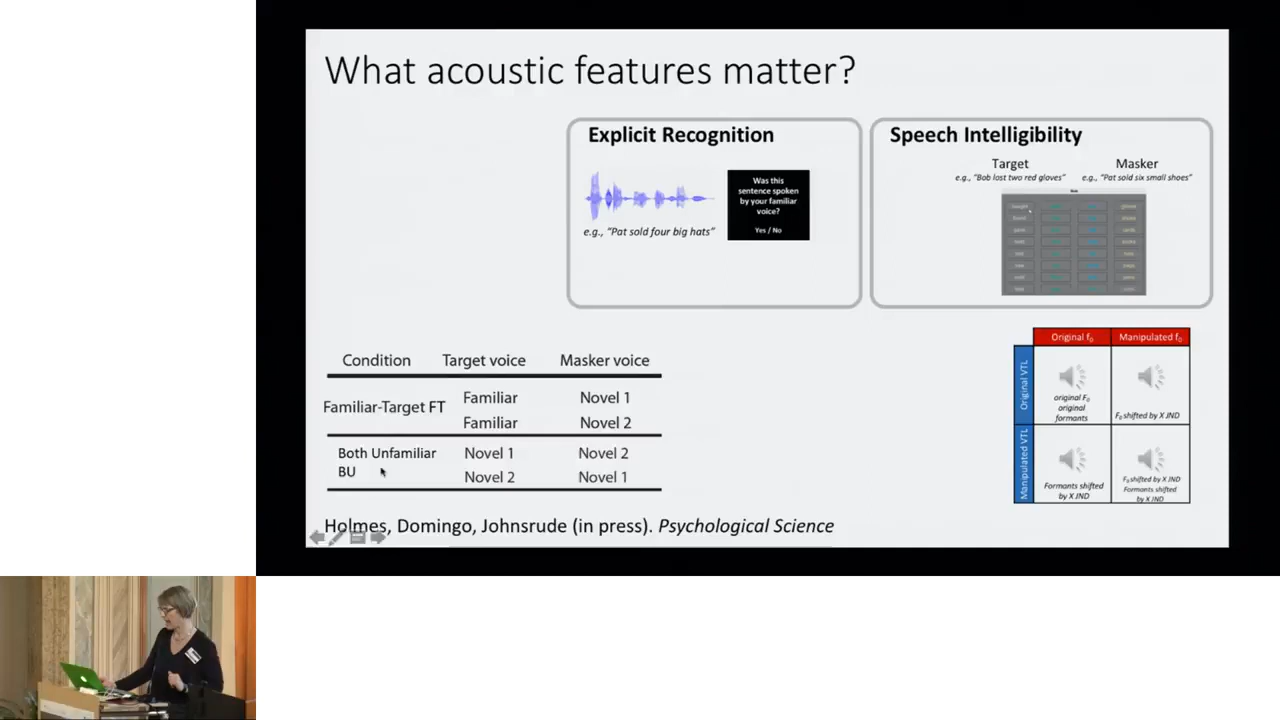 What acoustic features matter?
Explicit Recognition
Was this
sentence spoken
by your familiar
voice?
Yes / No
e.g., "Pat sold four big hats"
Speech Intelligibility
Target
Masker
e.g., "Bob lost two red gloves"
e.g., "Pat sold six small shoes"
Condition Target voice Masker voice
Familiar-Target FT
Familiar Novel 1
Familiar Novel 2
Both Unfamiliar
BU
Novel 1 Novel 2
Novel 2 Novel 1
Original f₀ Manipulated f₀
Original VTL
original F₀
original
formants
F₀ shifted by X JND
Manipulated VTL
Formants shifted
by X JND
F₀ shifted by X JND
Formants shifted
by X JND
Holmes, Domingo, Johnsrude (in press). Psychological Science